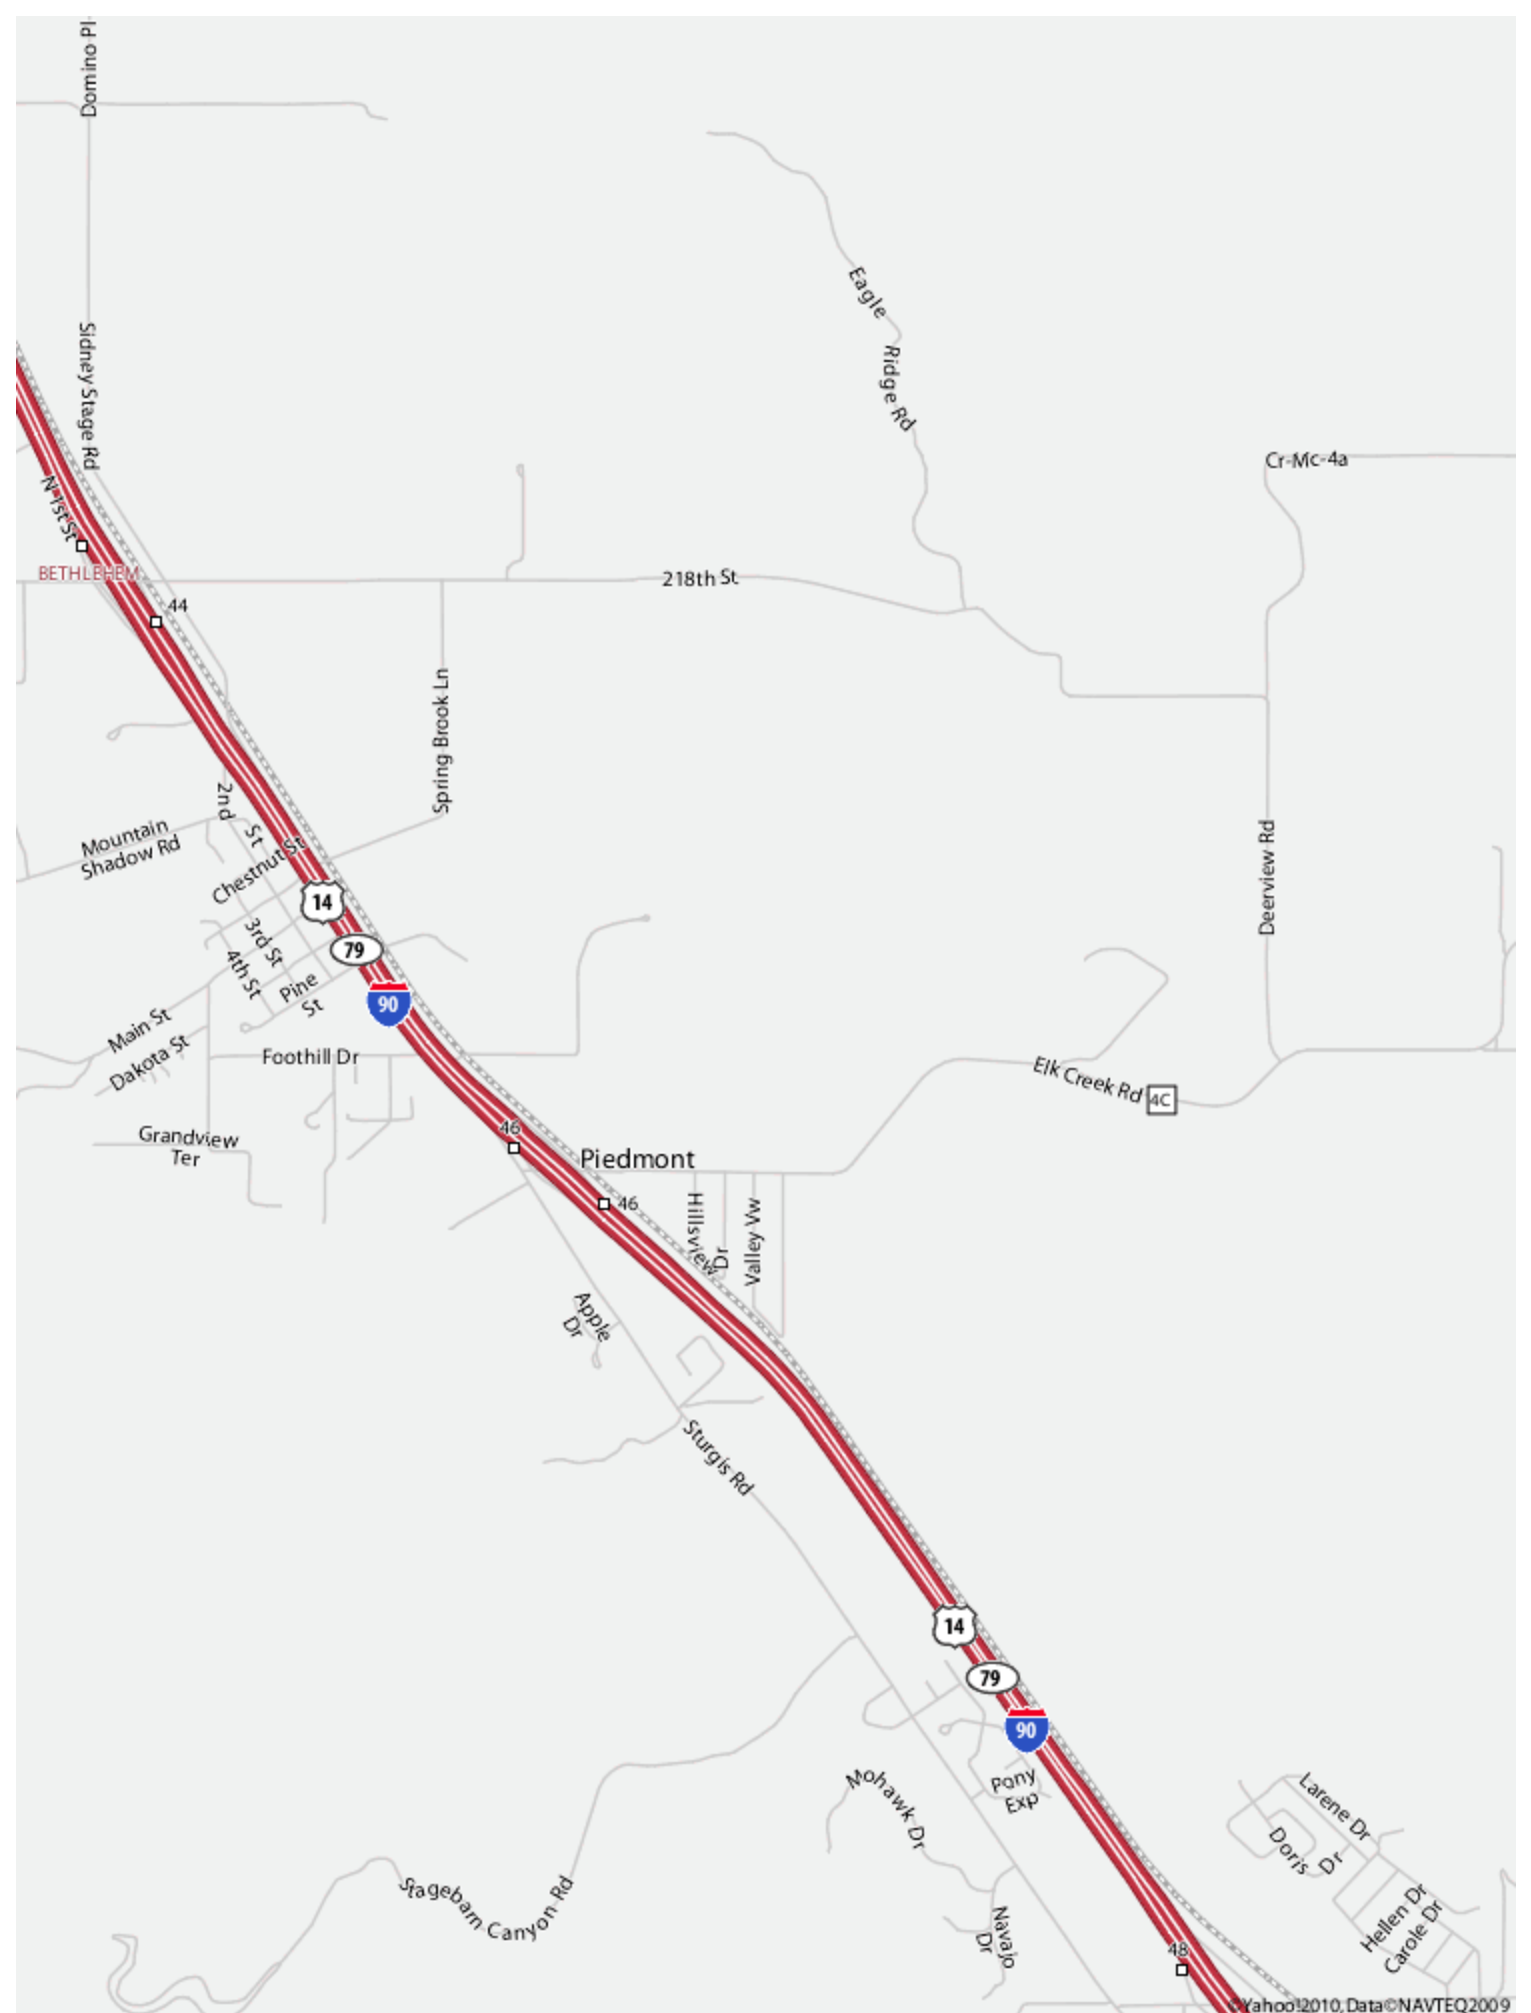 Domino Pl
Sidney Stage Rd
Eagle
Ridge Rd
Cr-Mc-4a
N 1st St
BETHLEHEM
218th St
44
Spring Brook Ln
2nd
St
Mountain
Shadow Rd
Chestnut St
Deerview Rd
14
3rd St
79
4th St
Pine
St
90
Main St
Dakota St
Foothill Dr
Elk Creek Rd
4C
46
Grandview
Ter
Piedmont
46
Hillsview
Dr
Valley Vw
Apple
Dr
Sturgis Rd
14
79
90
Pony
Exp
Mohawk Dr
Larene Dr
Doris Dr
Stagebarn Canyon Rd
Hellen Dr
Carole Dr
Navajo
Dr
48
©Yahoo!2010, Data©NAVTEQ2009